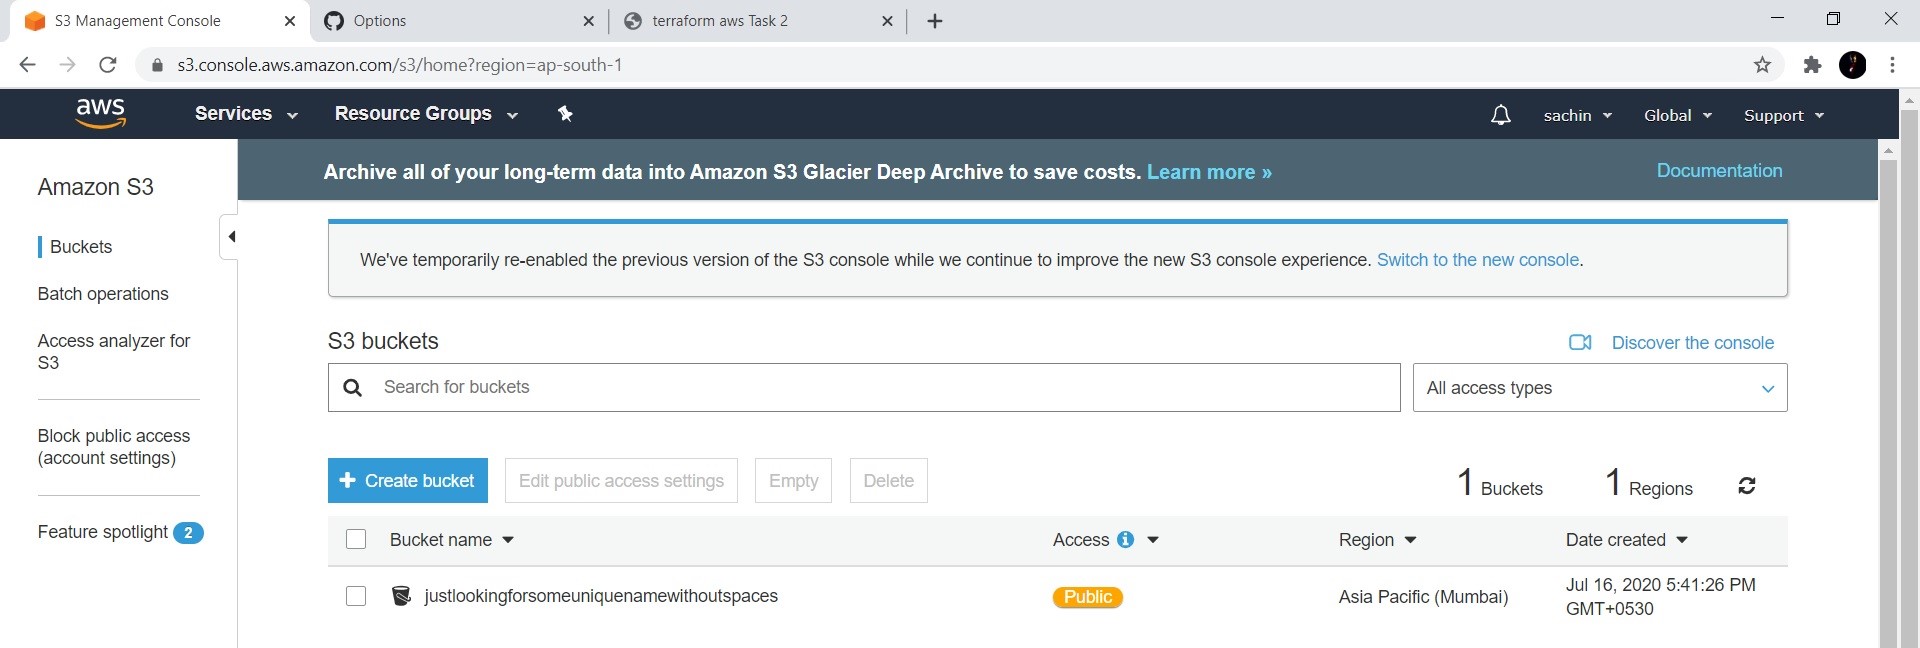 S3 Management Console
Options
terraform aws Task 2
s3.console.aws.amazon.com/s3/home?region=ap-south-1
aws
Services
Resource Groups
sachin
Global
Support
Amazon S3
Buckets
Batch operations
Access analyzer for
S3
Block public access
(account settings)
Feature spotlight 2
Archive all of your long-term data into Amazon S3 Glacier Deep Archive to save costs. Learn more »
Documentation
We've temporarily re-enabled the previous version of the S3 console while we continue to improve the new S3 console experience. Switch to the new console.
S3 buckets
Discover the console
Search for buckets
All access types
+ Create bucket
Edit public access settings
Empty
Delete
1 Buckets
1 Regions
Bucket name
Access
Region
Date created
justlookingforsomeuniquenamewithoutspaces
Public
Asia Pacific (Mumbai)
Jul 16, 2020 5:41:26 PM
GMT+0530